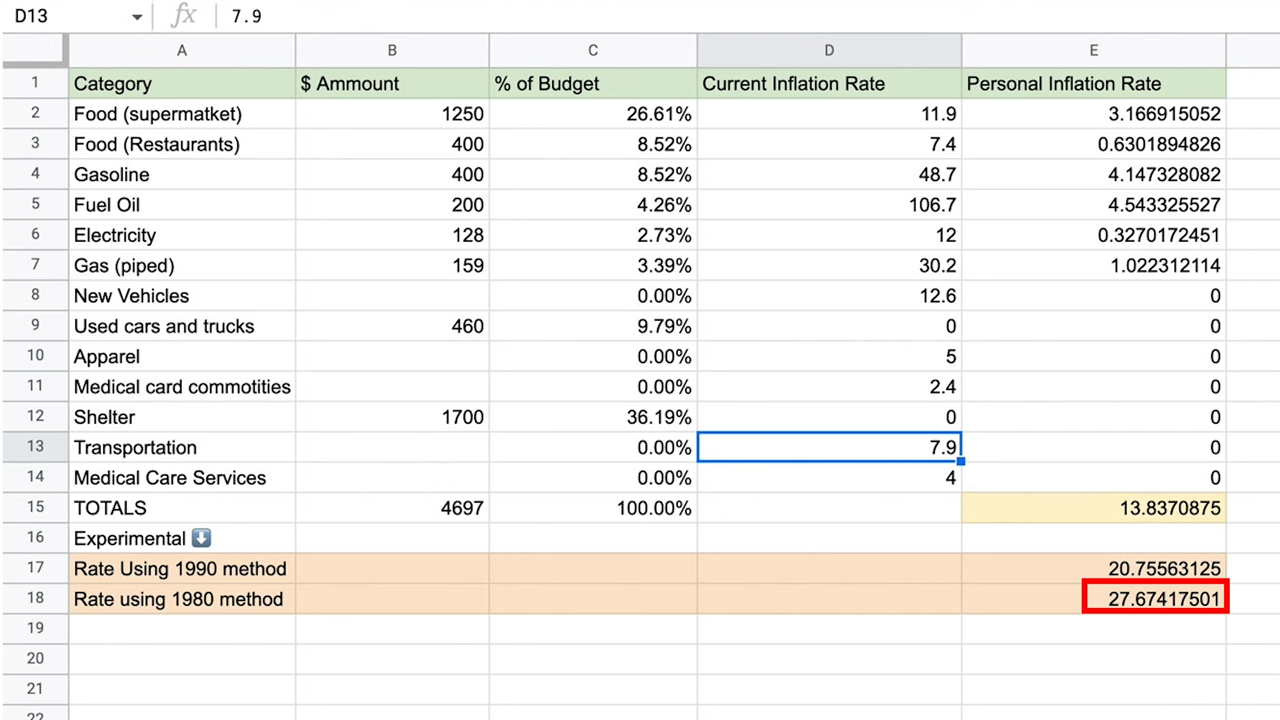 D13 fx 7.9
A B C D E
1 Category $ Ammount % of Budget Current Inflation Rate Personal Inflation Rate
2 Food (supermatket) 1250 26.61% 11.9 3.166915052
3 Food (Restaurants) 400 8.52% 7.4 0.6301894826
4 Gasoline 400 8.52% 48.7 4.147328082
5 Fuel Oil 200 4.26% 106.7 4.543325527
6 Electricity 128 2.73% 12 0.3270172451
7 Gas (piped) 159 3.39% 30.2 1.022312114
8 New Vehicles 0.00% 12.6 0
9 Used cars and trucks 460 9.79% 0 0
10 Apparel 0.00% 5 0
11 Medical card commotities 0.00% 2.4 0
12 Shelter 1700 36.19% 0 0
13 Transportation 0.00% 7.9 0
14 Medical Care Services 0.00% 4 0
15 TOTALS 4697 100.00% 13.8370875
16 Experimental ⬇️
17 Rate Using 1990 method 20.75563125
18 Rate using 1980 method 27.67417501
19
20
21
22